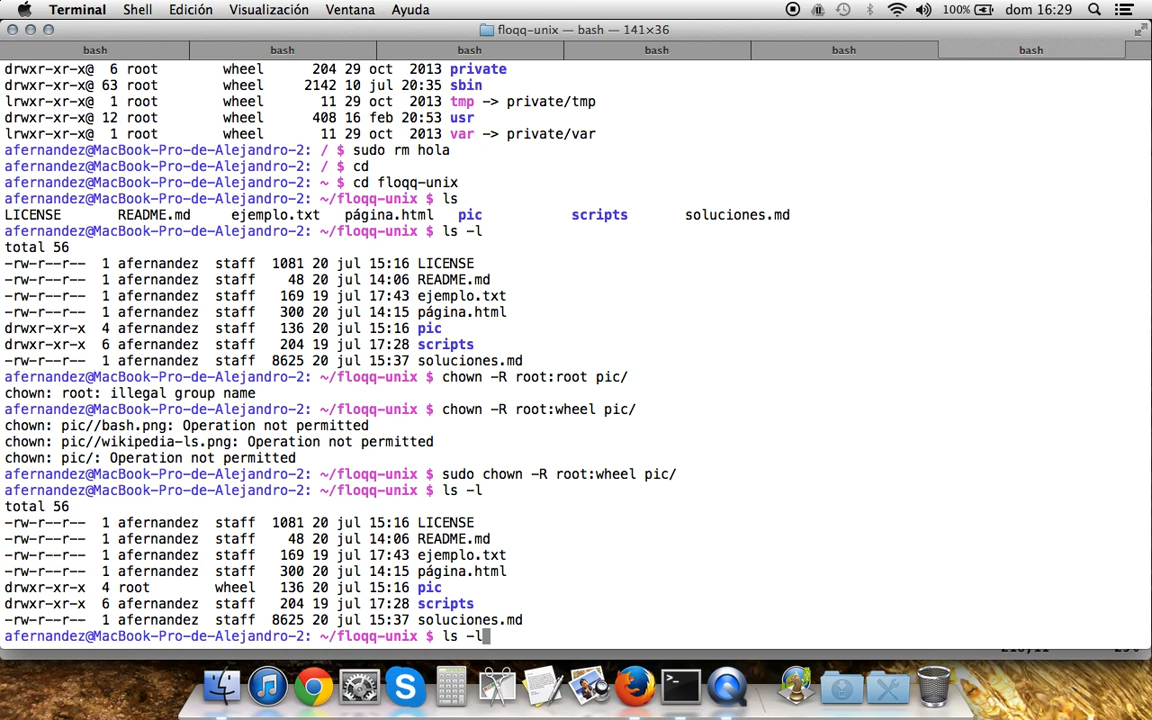 Terminal Shell Edición Visualización Ventana Ayuda 100% dom 16:29
floqq-unix — bash — 141×36
bash bash bash bash bash bash
drwxr-xr-x@ 6 root wheel 204 29 oct 2013 private
drwxr-xr-x@ 63 root wheel 2142 10 jul 20:35 sbin
lrwxr-xr-x@ 1 root wheel 11 29 oct 2013 tmp -> private/tmp
drwxr-xr-x@ 12 root wheel 408 16 feb 20:53 usr
lrwxr-xr-x@ 1 root wheel 11 29 oct 2013 var -> private/var
afernandez@MacBook-Pro-de-Alejandro-2: / $ sudo rm hola
afernandez@MacBook-Pro-de-Alejandro-2: / $ cd
afernandez@MacBook-Pro-de-Alejandro-2: ~ $ cd floqq-unix
afernandez@MacBook-Pro-de-Alejandro-2: ~/floqq-unix $ ls
LICENSE README.md ejemplo.txt página.html pic scripts soluciones.md
afernandez@MacBook-Pro-de-Alejandro-2: ~/floqq-unix $ ls -l
total 56
-rw-r--r-- 1 afernandez staff 1081 20 jul 15:16 LICENSE
-rw-r--r-- 1 afernandez staff 48 20 jul 14:06 README.md
-rw-r--r-- 1 afernandez staff 169 19 jul 17:43 ejemplo.txt
-rw-r--r-- 1 afernandez staff 300 20 jul 14:15 página.html
drwxr-xr-x 4 afernandez staff 136 20 jul 15:16 pic
drwxr-xr-x 6 afernandez staff 204 19 jul 17:28 scripts
-rw-r--r-- 1 afernandez staff 8625 20 jul 15:37 soluciones.md
afernandez@MacBook-Pro-de-Alejandro-2: ~/floqq-unix $ chown -R root:root pic/
chown: root: illegal group name
afernandez@MacBook-Pro-de-Alejandro-2: ~/floqq-unix $ chown -R root:wheel pic/
chown: pic//bash.png: Operation not permitted
chown: pic//wikipedia-ls.png: Operation not permitted
chown: pic/: Operation not permitted
afernandez@MacBook-Pro-de-Alejandro-2: ~/floqq-unix $ sudo chown -R root:wheel pic/
afernandez@MacBook-Pro-de-Alejandro-2: ~/floqq-unix $ ls -l
total 56
-rw-r--r-- 1 afernandez staff 1081 20 jul 15:16 LICENSE
-rw-r--r-- 1 afernandez staff 48 20 jul 14:06 README.md
-rw-r--r-- 1 afernandez staff 169 19 jul 17:43 ejemplo.txt
-rw-r--r-- 1 afernandez staff 300 20 jul 14:15 página.html
drwxr-xr-x 4 root wheel 136 20 jul 15:16 pic
drwxr-xr-x 6 afernandez staff 204 19 jul 17:28 scripts
-rw-r--r-- 1 afernandez staff 8625 20 jul 15:37 soluciones.md
afernandez@MacBook-Pro-de-Alejandro-2: ~/floqq-unix $ ls -l